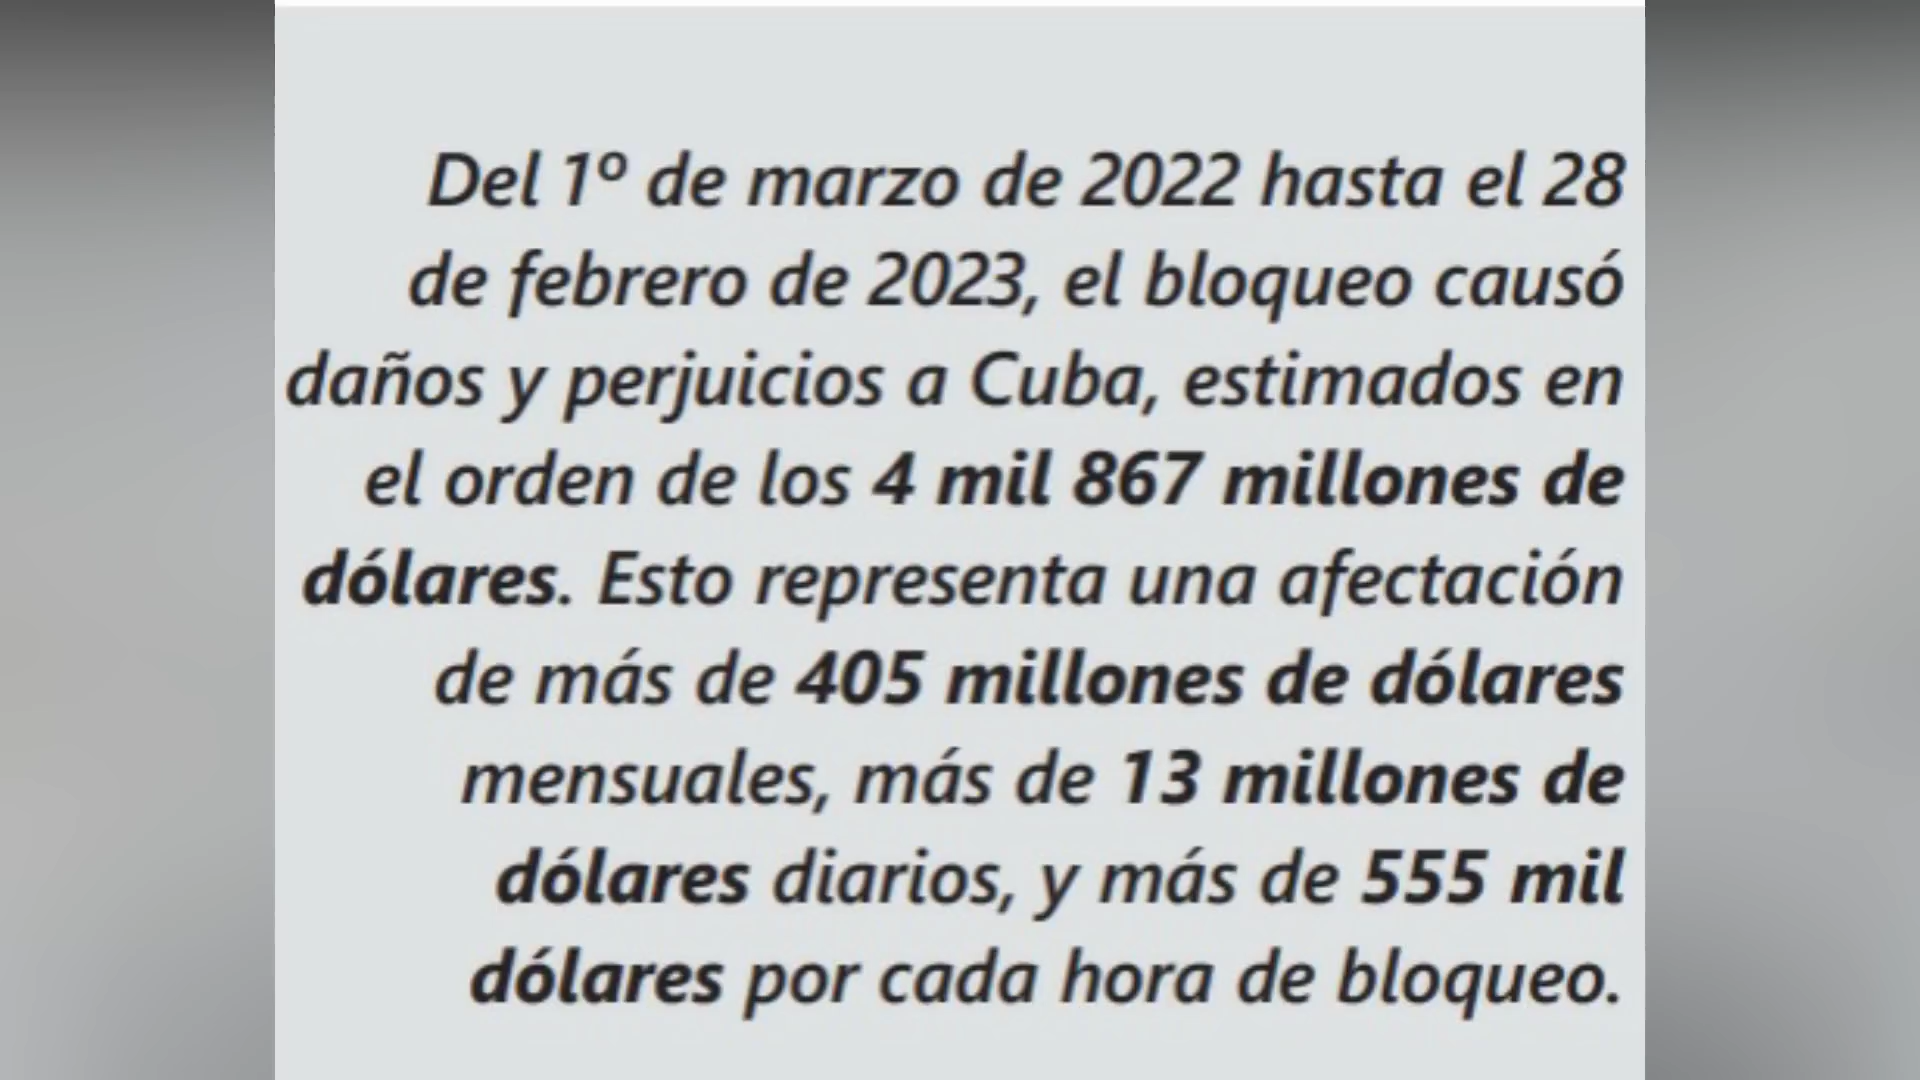 Del 1º de marzo de 2022 hasta el 28
de febrero de 2023, el bloqueo causó
daños y perjuicios a Cuba, estimados en
el orden de los 4 mil 867 millones de
dólares. Esto representa una afectación
de más de 405 millones de dólares
mensuales, más de 13 millones de
dólares diarios, y más de 555 mil
dólares por cada hora de bloqueo.